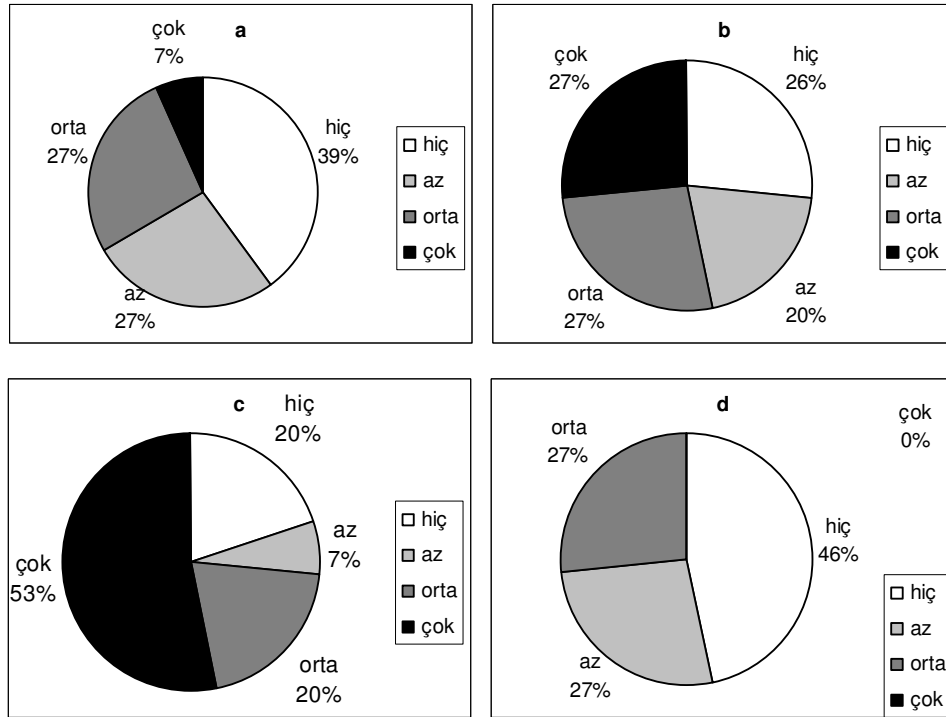 a
çok
7%
hiç
39%
orta
27%
az
27%
hiç
az
orta
çok
b
çok
27%
hiç
26%
orta
27%
az
20%
hiç
az
orta
çok
c
hiç
20%
az
7%
çok
53%
orta
20%
hiç
az
orta
çok
d
çok
0%
orta
27%
hiç
46%
az
27%
hiç
az
orta
çok